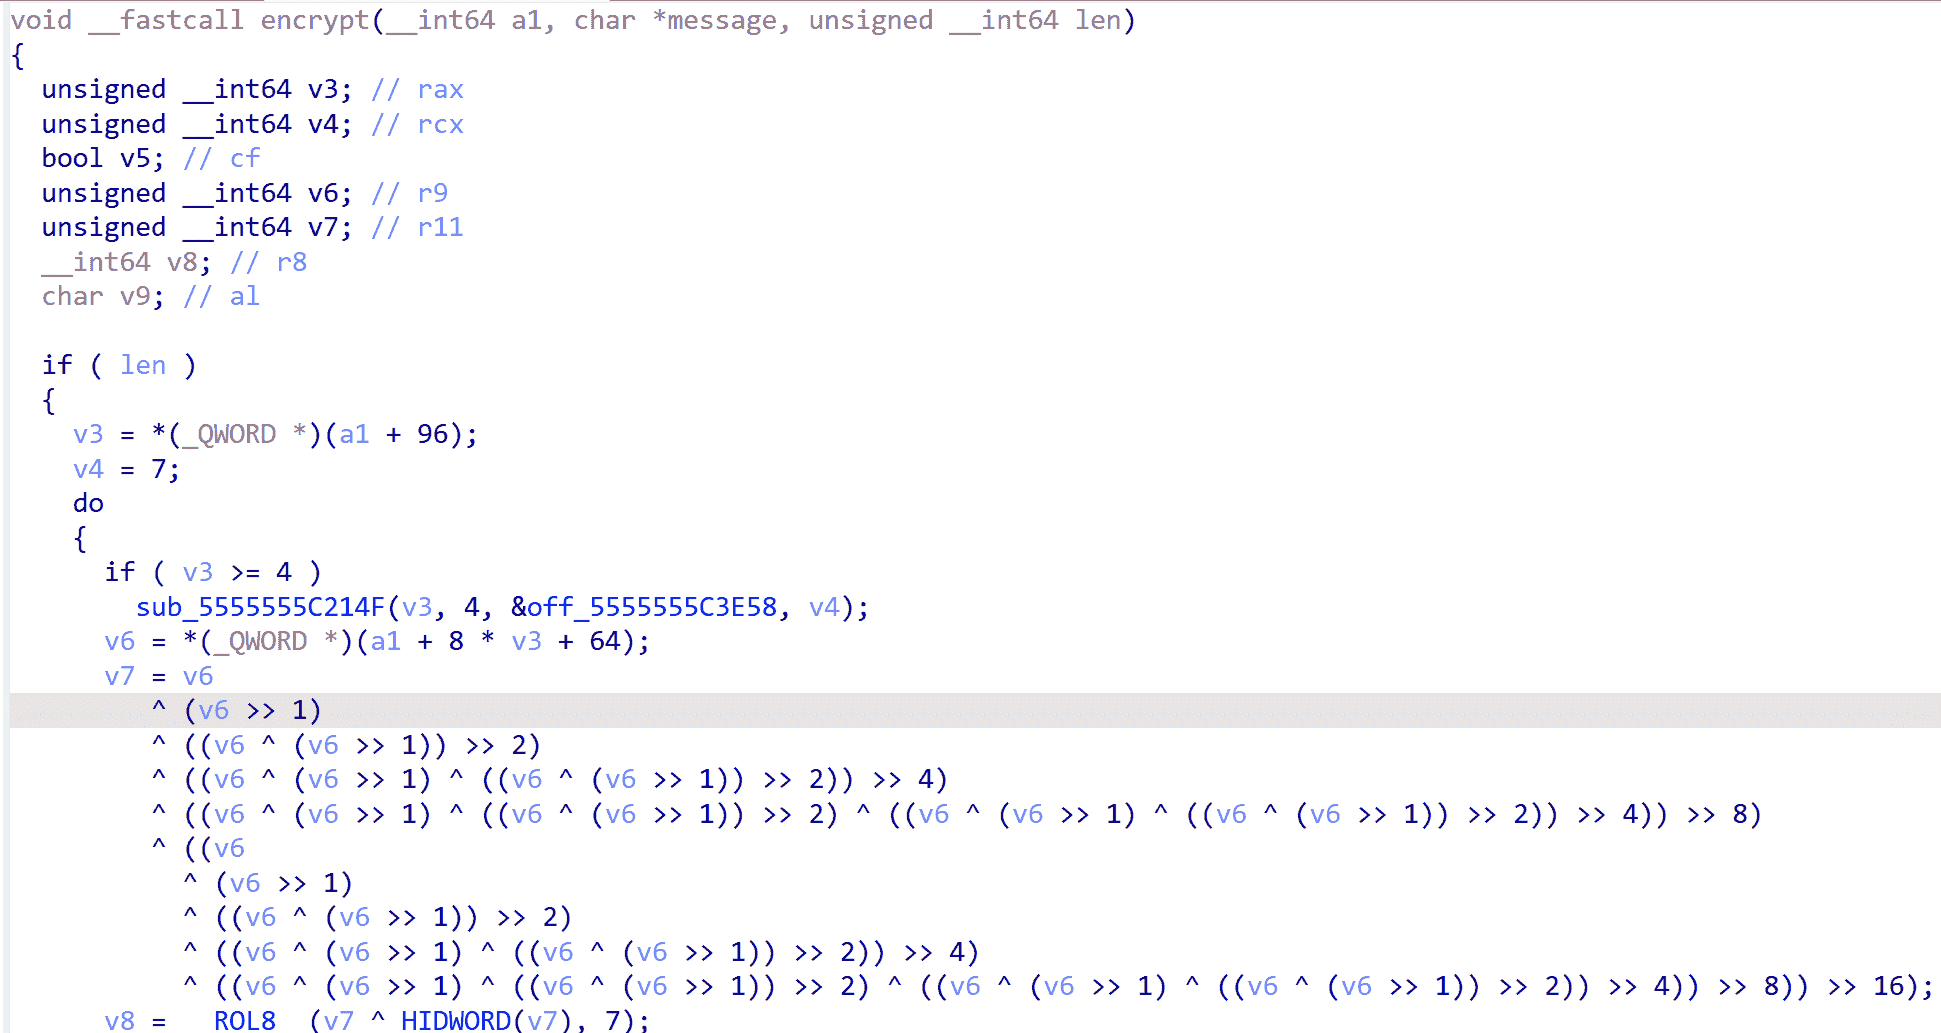 void __fastcall encrypt(__int64 a1, char *message, unsigned __int64 len)
{
  unsigned __int64 v3; // rax
  unsigned __int64 v4; // rcx
  bool v5; // cf
  unsigned __int64 v6; // r9
  unsigned __int64 v7; // r11
  __int64 v8; // r8
  char v9; // al

  if ( len )
  {
    v3 = *(_QWORD *)(a1 + 96);
    v4 = 7;
    do
    {
      if ( v3 >= 4 )
        sub_5555555C214F(v3, 4, &off_5555555C3E58, v4);
      v6 = *(_QWORD *)(a1 + 8 * v3 + 64);
      v7 = v6
         ^ (v6 >> 1)
         ^ ((v6 ^ (v6 >> 1)) >> 2)
         ^ ((v6 ^ (v6 >> 1) ^ ((v6 ^ (v6 >> 1)) >> 2)) >> 4)
         ^ ((v6 ^ (v6 >> 1) ^ ((v6 ^ (v6 >> 1)) >> 2) ^ ((v6 ^ (v6 >> 1) ^ ((v6 ^ (v6 >> 1)) >> 2)) >> 4)) >> 8)
         ^ ((v6
           ^ (v6 >> 1)
           ^ ((v6 ^ (v6 >> 1)) >> 2)
           ^ ((v6 ^ (v6 >> 1) ^ ((v6 ^ (v6 >> 1)) >> 2)) >> 4)
           ^ ((v6 ^ (v6 >> 1) ^ ((v6 ^ (v6 >> 1)) >> 2) ^ ((v6 ^ (v6 >> 1) ^ ((v6 ^ (v6 >> 1)) >> 2)) >> 4)) >> 8)) >> 16);
      v8 = __ROL8__(v7 ^ HIDWORD(v7), 7);